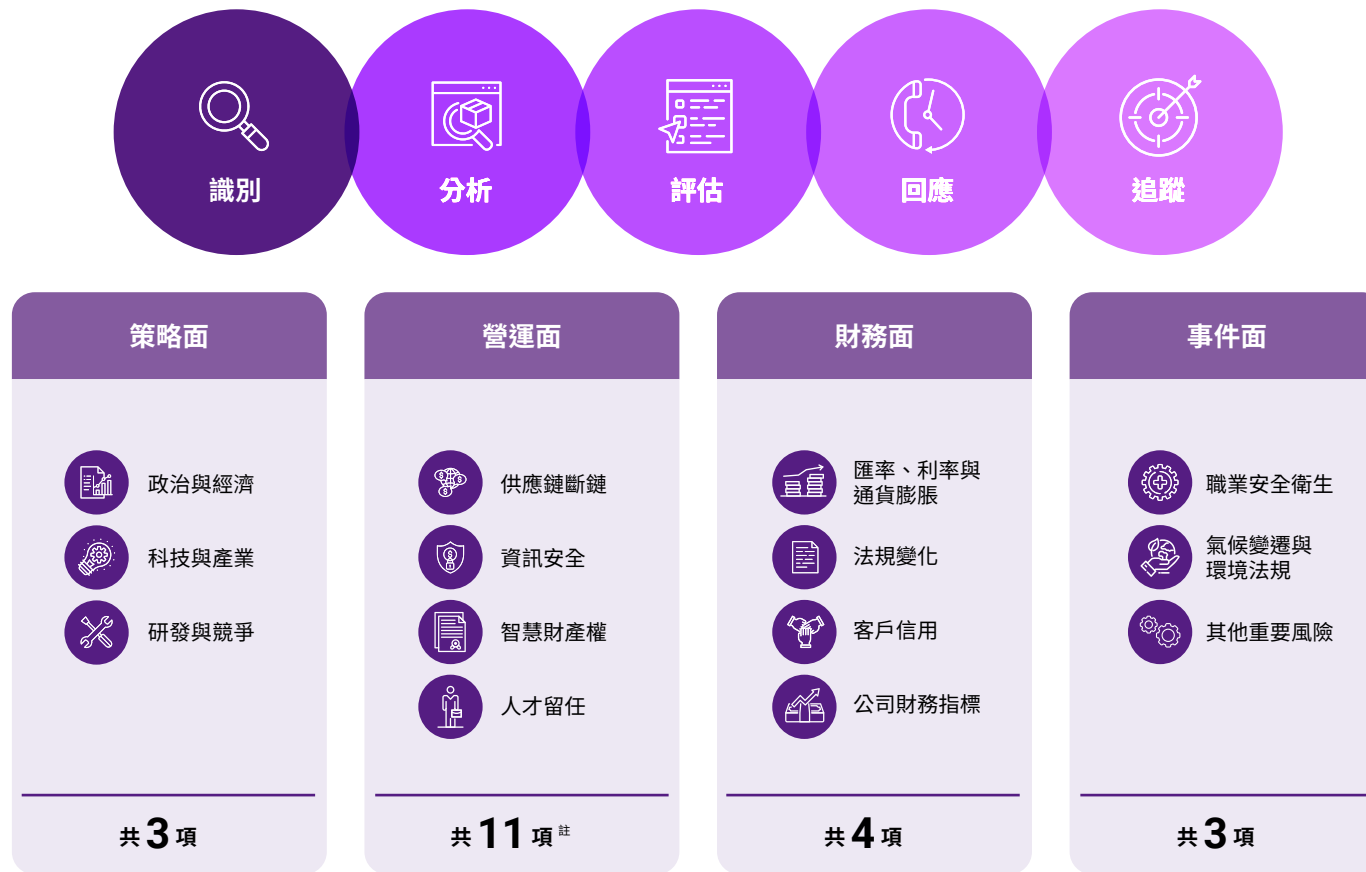 識別
分析
評估
回應
追蹤
策略面
政治與經濟
科技與產業
研發與競爭
共3項
營運面
供應鏈斷鏈
資訊安全
智慧財產權
人才留任
共11項 註
財務面
匯率、利率與
通貨膨脹
法規變化
客戶信用
公司財務指標
共4項
事件面
職業安全衛生
氣候變遷與
環境法規
其他重要風險
共3項